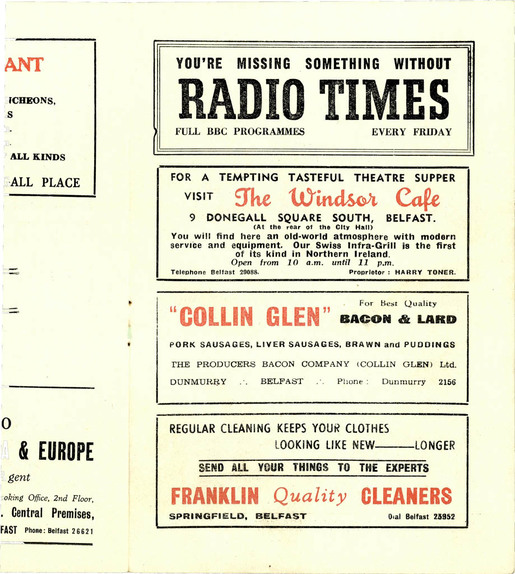 ANT
CHEONS,
S
ALL KINDS
ALL PLACE
O
& EUROPE
gent
oking Office, 2nd Floor,
. Central Premises,
FAST Phone: Belfast 26621
YOU'RE MISSING SOMETHING WITHOUT
RADIO TIMES
FULL BBC PROGRAMMES EVERY FRIDAY
FOR A TEMPTING TASTEFUL THEATRE SUPPER
VISIT The Windsor Cafe
9 DONEGALL SQUARE SOUTH, BELFAST.
(At the rear of the City Hall)
You will find here an old-world atmosphere with modern
service and equipment. Our Swiss Infra-Grill is the first
of its kind in Northern Ireland.
Open from 10 a.m. until 11 p.m.
Telephone Belfast 29088. Proprietor: HARRY TONER.
For Best Quality
"COLLIN GLEN" BACON & LARD
PORK SAUSAGES, LIVER SAUSAGES, BRAWN and PUDDINGS
THE PRODUCERS BACON COMPANY (COLLIN GLEN) Ltd.
DUNMURRY .·. BELFAST .·. Phone: Dunmurry 2156
REGULAR CLEANING KEEPS YOUR CLOTHES
LOOKING LIKE NEW——LONGER
SEND ALL YOUR THINGS TO THE EXPERTS
FRANKLIN Quality CLEANERS
SPRINGFIELD, BELFAST Dial Belfast 25952